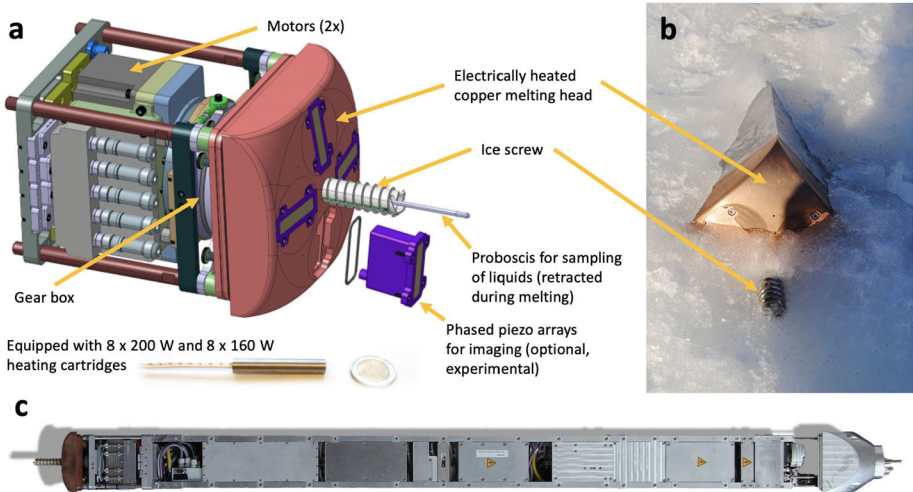 a
Motors (2x)
b
Electrically heated
copper melting head
Ice screw
Proboscis for sampling
of liquids (retracted
during melting)
Gear box
Phased piezo arrays
for imaging (optional,
experimental)
Equipped with 8 x 200 W and 8 x 160 W
heating cartridges
c